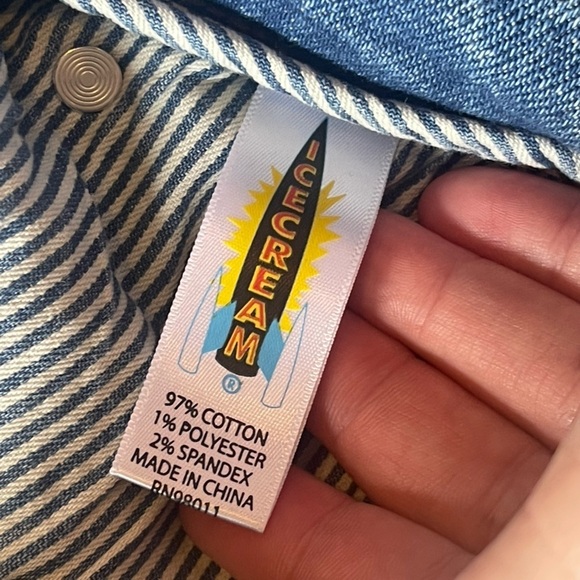 ICECREAM
®
97% COTTON
1% POLYESTER
2% SPANDEX
MADE IN CHINA
RN98011